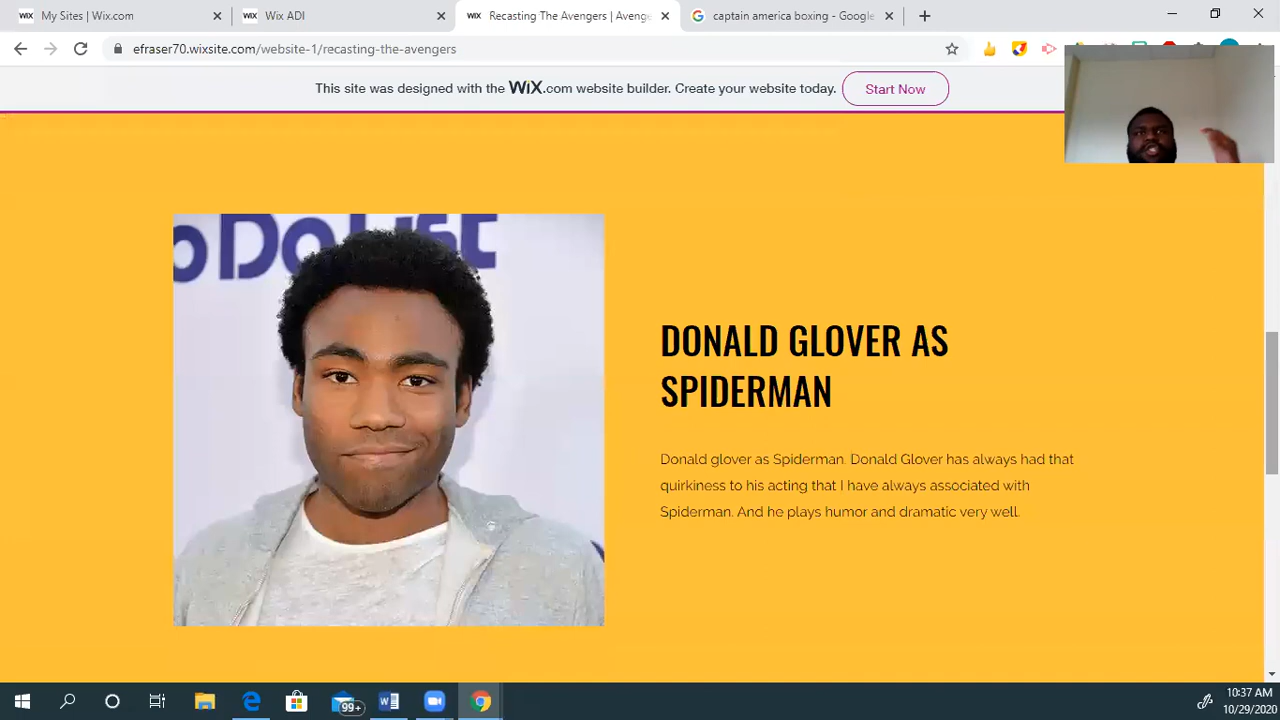 My Sites | Wix.com
Wix ADI
Recasting The Avengers | Avenge
captain america boxing - Google
efraser70.wixsite.com/website-1/recasting-the-avengers
This site was designed with the WiX.com website builder. Create your website today.
Start Now
o Do List
DONALD GLOVER AS
SPIDERMAN
Donald glover as Spiderman. Donald Glover has always had that
quirkiness to his acting that I have always associated with
Spiderman. And he plays humor and dramatic very well.
99+
10:37 AM
10/29/2020